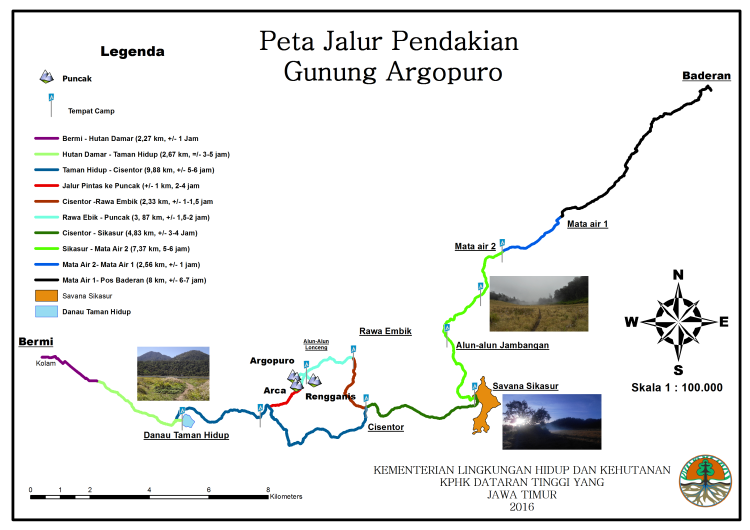 Peta Jalur Pendakian
Gunung Argopuro
Legenda
Puncak
Tempat Camp
Bermi - Hutan Damar (2,27 km, +/- 1 Jam
Hutan Damar - Taman Hidup (2,67 km, =/- 3-5 jam)
Taman Hidup - Cisentor (9,88 km, +/- 5-6 jam)
Jalur Pintas ke Puncak (+/- 1 km, 2-4 jam
Cisentor -Rawa Embik (2,33 km, +/- 1-1,5 jam
Rawa Ebik - Puncak (3, 87 km, +/- 1,5-2 jam)
Cisentor - Sikasur (4,83 km, +/- 3-4 Jam)
Sikasur - Mata Air 2 (7,37 km, 5-6 jam)
Mata Air 2- Mata Air 1 (2,56 km, +/- 1 jam)
Mata Air 1- Pos Baderan (8 km, +/- 6-7 jam)
Savana Sikasur
Danau Taman Hidup
Baderan
Mata air 1
Mata air 2
Alun-alun Jambangan
Rawa Embik
Alun-Alun
Lonceng
Argopuro
Arca
Rengganis
Bermi
Kolam
Danau Taman Hidup
Cisentor
Savana Sikasur
N
W
E
S
Skala 1 : 100.000
KEMENTERIAN LINGKUNGAN HIDUP DAN KEHUTANAN
KPHK DATARAN TINGGI YANG
JAWA TIMUR
2016
0 1 2 4 6 8
Kilometers